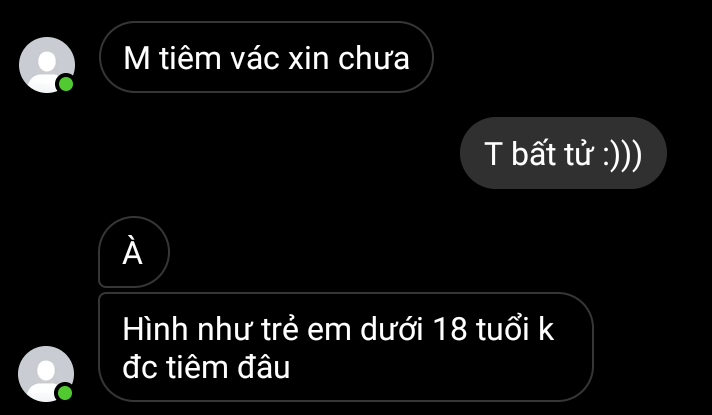 M tiêm vác xin chưa
T bất tử :)))
À
Hình như trẻ em dưới 18 tuổi k
đc tiêm đâu